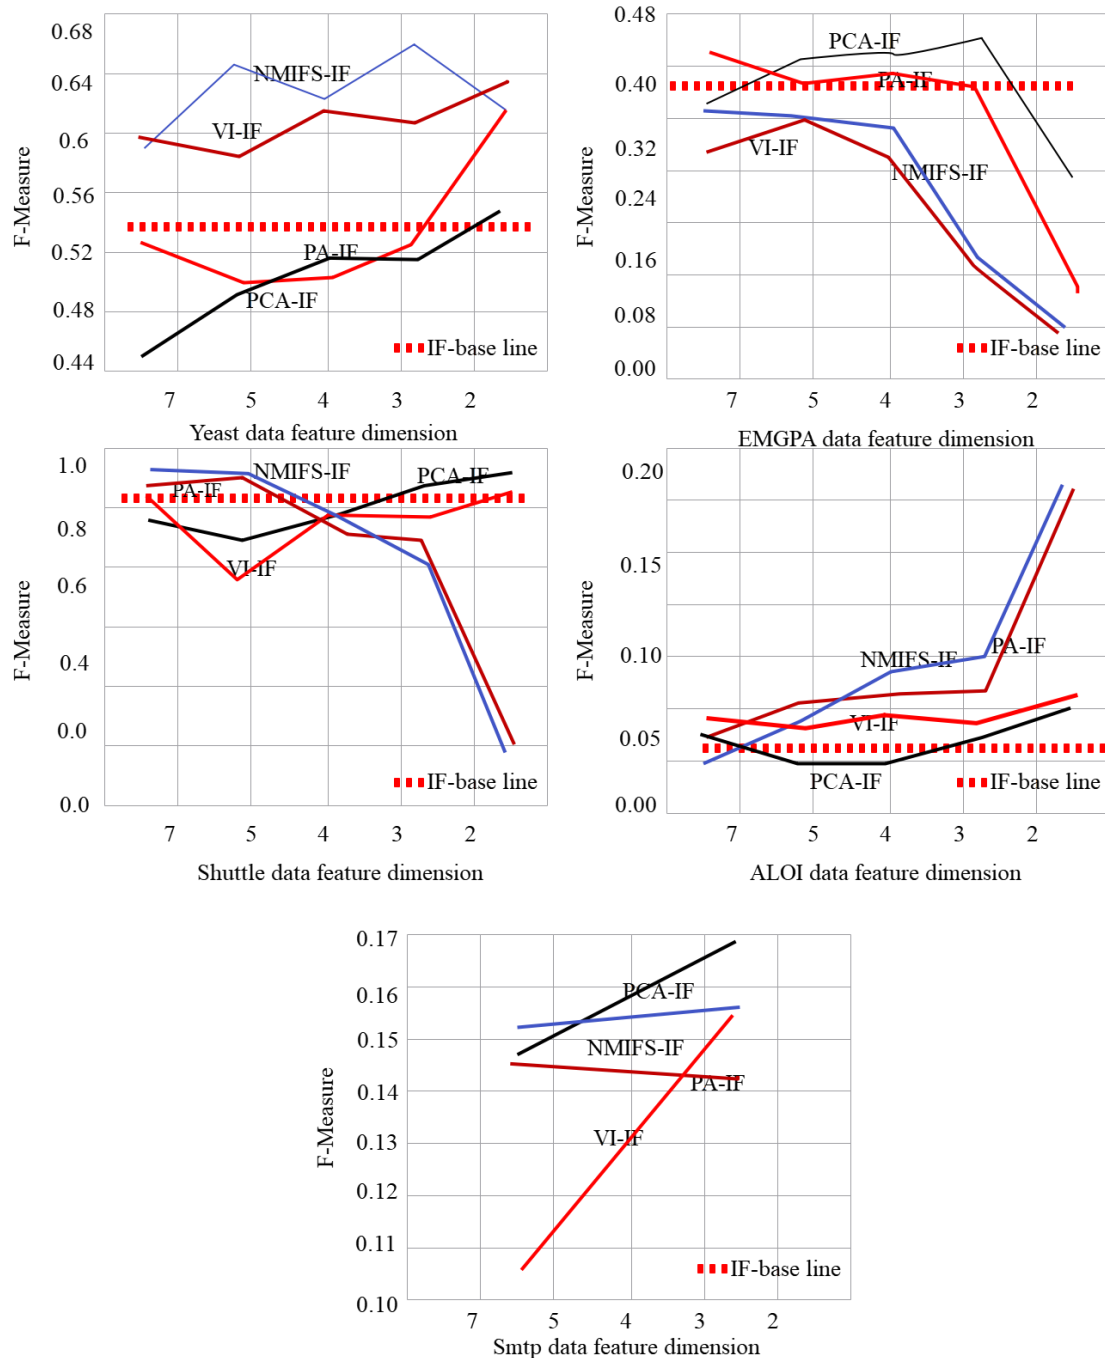 0.68
0.64
0.6
0.56
0.52
0.48
0.44
F-Measure
NMIFS-IF
VI-IF
PA-IF
PCA-IF
IF-base line
7 5 4 3 2
Yeast data feature dimension
0.48
0.40
0.32
0.24
0.16
0.08
0.00
F-Measure
PCA-IF
PA-IF
VI-IF
NMIFS-IF
IF-base line
7 5 4 3 2
EMGPA data feature dimension
1.0
0.8
0.6
0.4
0.0
0.0
F-Measure
NMIFS-IF
PCA-IF
PA-IF
VI-IF
IF-base line
7 5 4 3 2
Shuttle data feature dimension
0.20
0.15
0.10
0.05
0.00
F-Measure
NMIFS-IF
PA-IF
VI-IF
PCA-IF
IF-base line
7 5 4 3 2
ALOI data feature dimension
0.17
0.16
0.15
0.14
0.13
0.12
0.11
0.10
F-Measure
PCA-IF
NMIFS-IF
PA-IF
VI-IF
IF-base line
7 5 4 3 2
Smtp data feature dimension